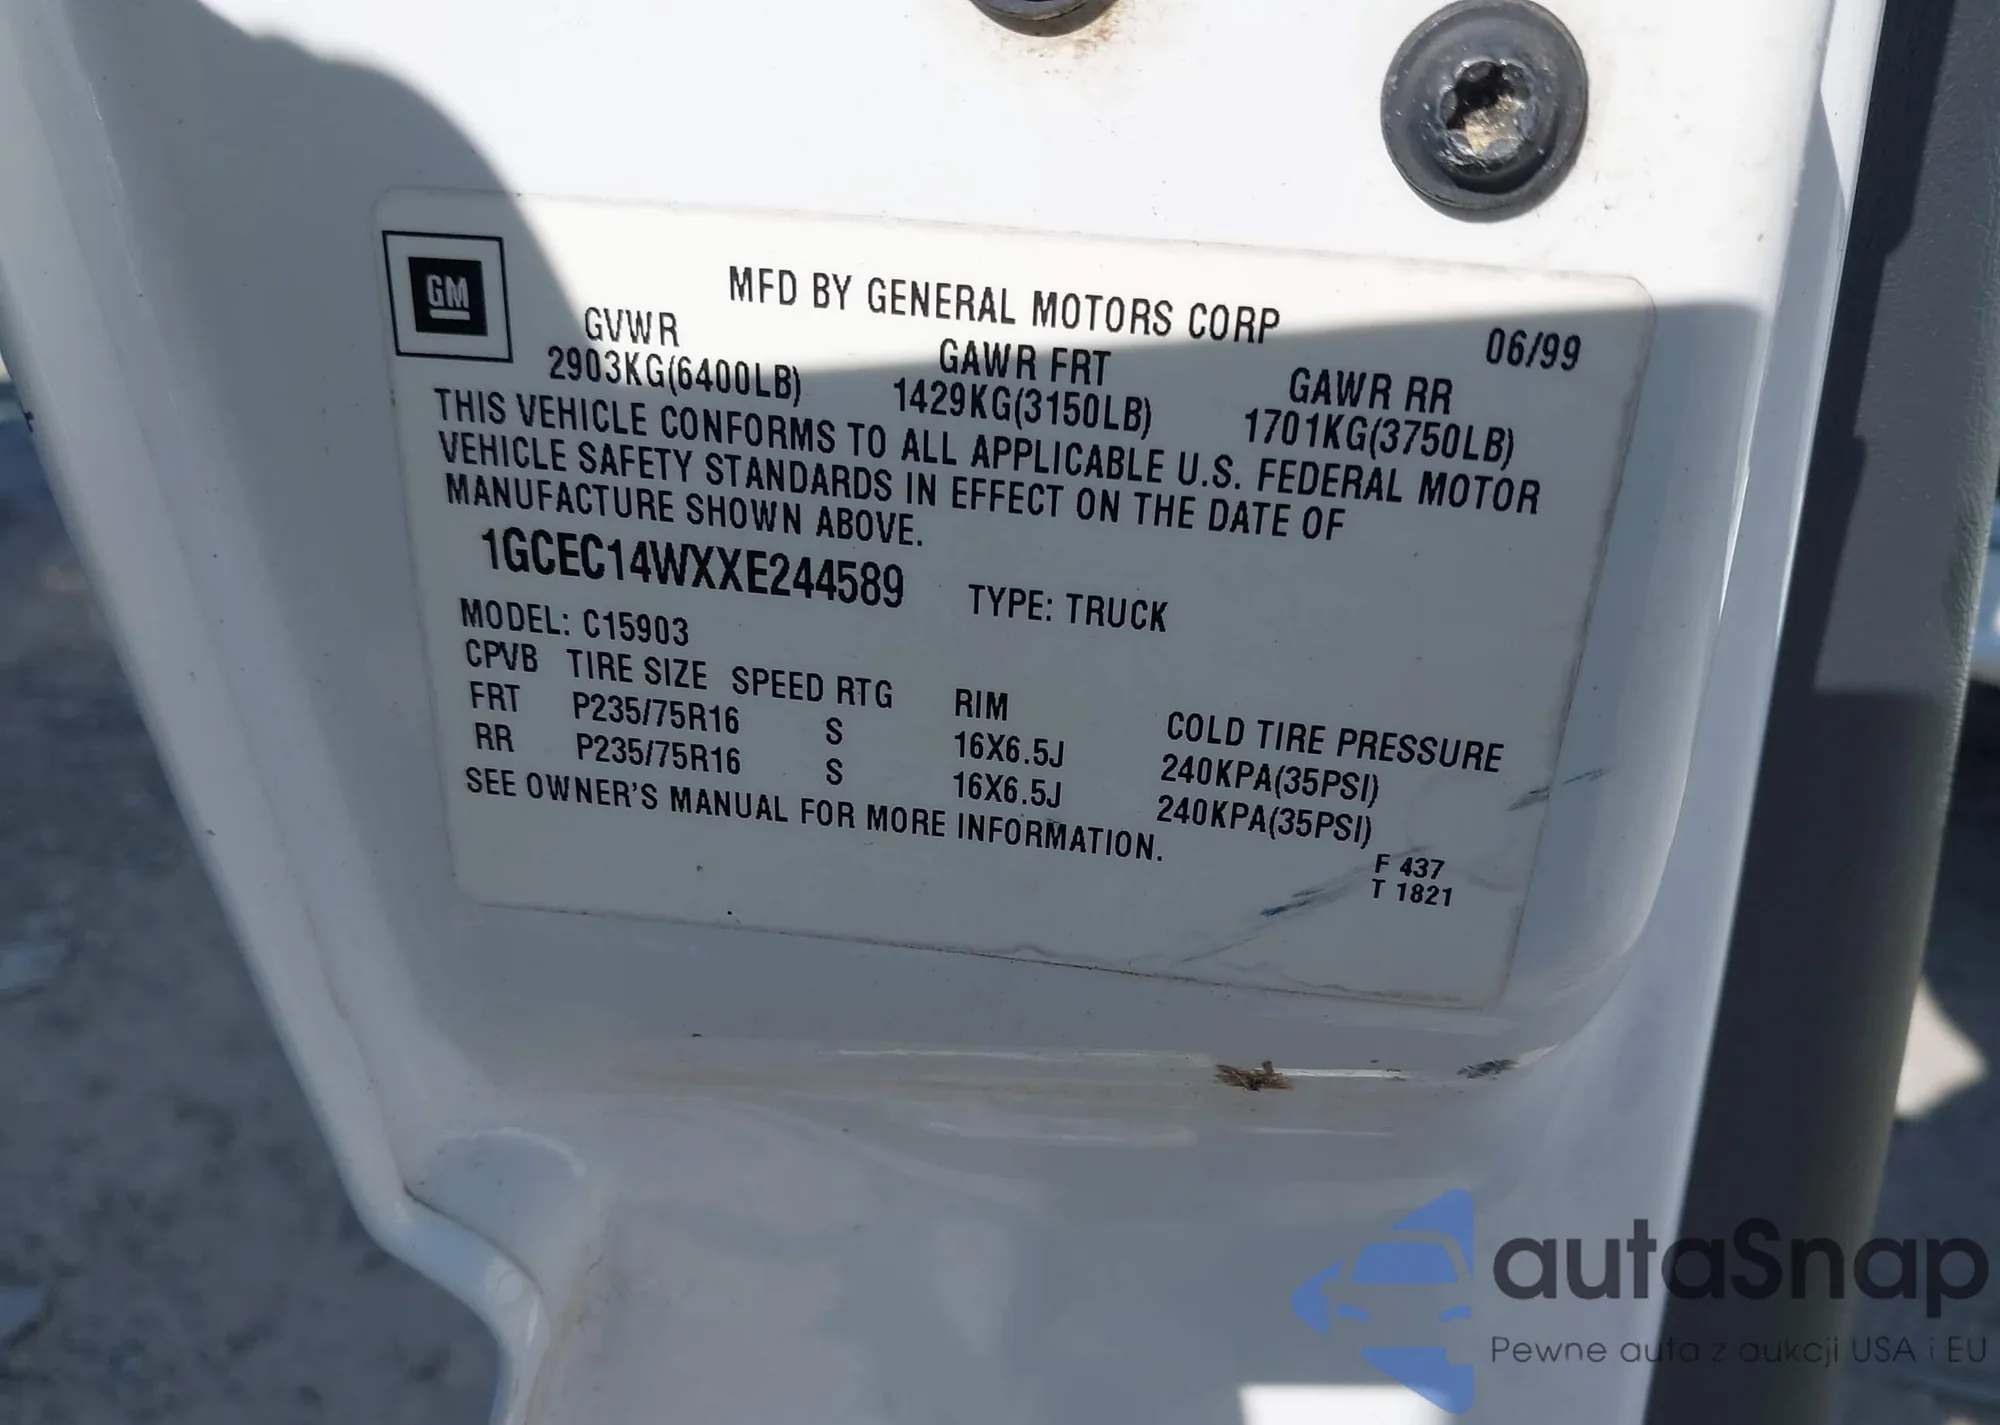 GM
MFD BY GENERAL MOTORS CORP
06/99
GVWR GAWR FRT GAWR RR
2903KG(6400LB) 1429KG(3150LB) 1701KG(3750LB)
THIS VEHICLE CONFORMS TO ALL APPLICABLE U.S. FEDERAL MOTOR
VEHICLE SAFETY STANDARDS IN EFFECT ON THE DATE OF
MANUFACTURE SHOWN ABOVE.
1GCEC14WXXE244589 TYPE: TRUCK
MODEL: C15903
CPVB TIRE SIZE SPEED RTG RIM COLD TIRE PRESSURE
FRT P235/75R16 S 16X6.5J 240KPA(35PSI)
RR P235/75R16 S 16X6.5J 240KPA(35PSI)
SEE OWNER'S MANUAL FOR MORE INFORMATION.
F 437
T 1821
autaSnap
Pewne auta z aukcji USA i EU